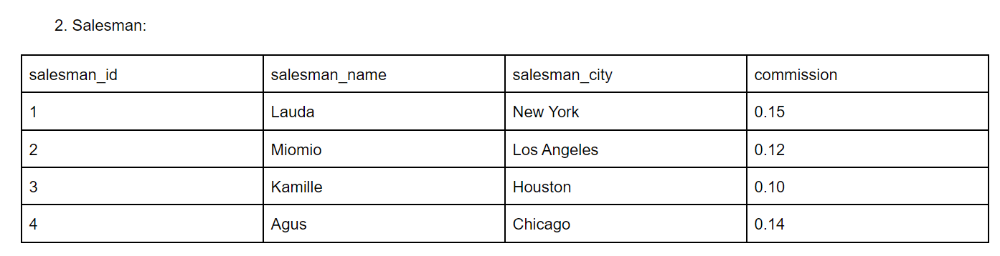 2. Salesman:
salesman_id salesman_name salesman_city commission
1 Lauda New York 0.15
2 Miomio Los Angeles 0.12
3 Kamille Houston 0.10
4 Agus Chicago 0.14